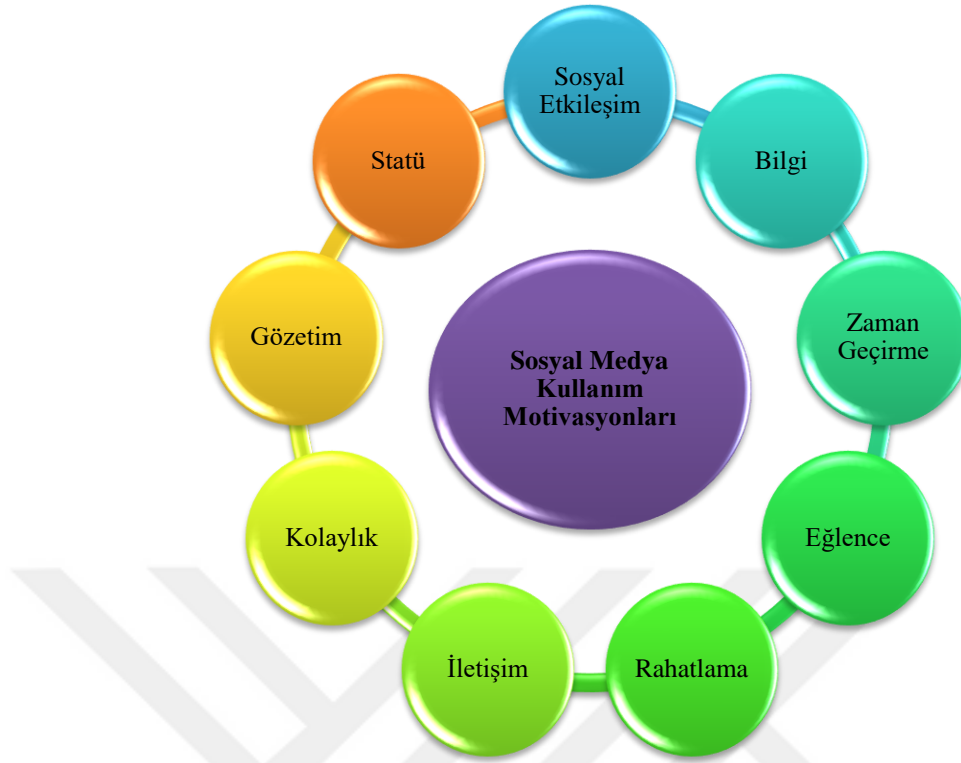 Sosyal
Etkileşim
Bilgi
Zaman
Geçirme
Eğlence
Rahatlama
İletişim
Kolaylık
Gözetim
Statü
Sosyal Medya
Kullanım
Motivasyonları